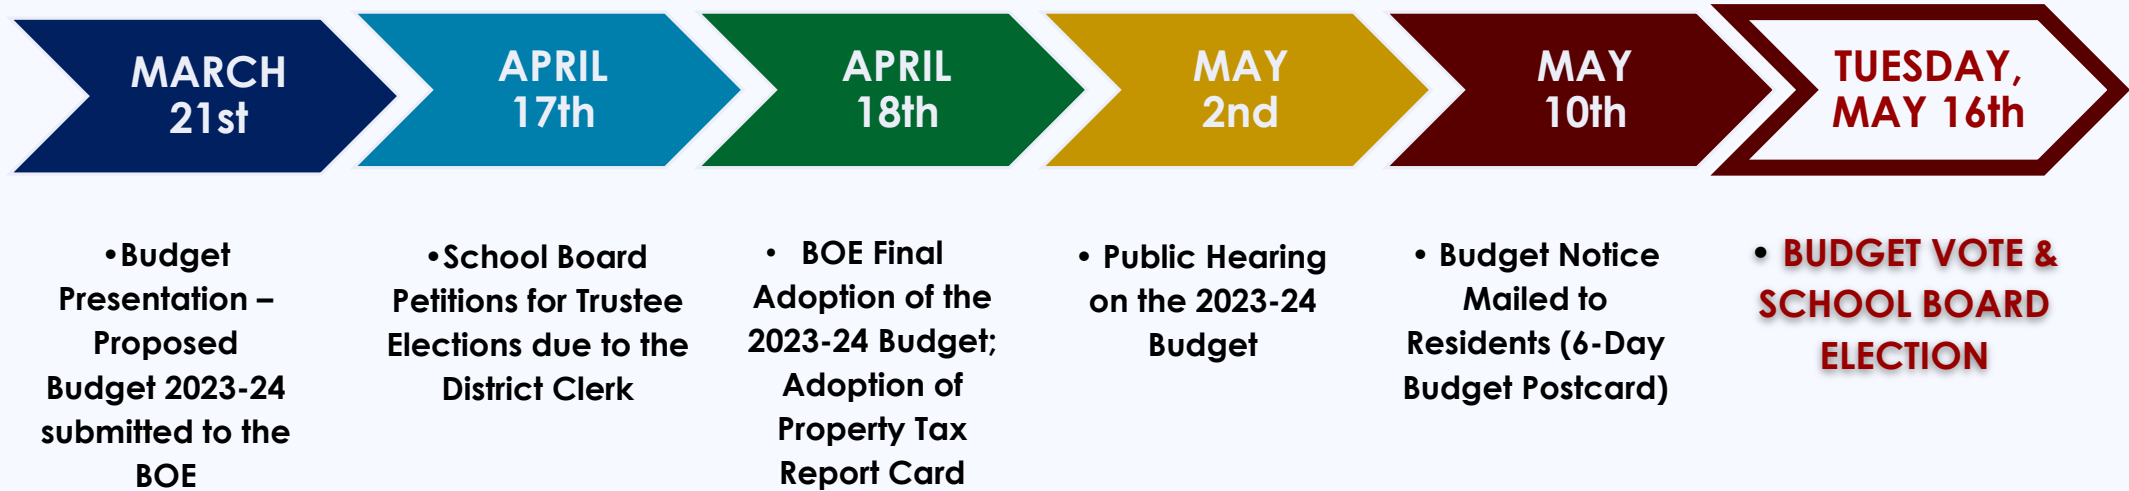 MARCH
21st
APRIL
17th
APRIL
18th
MAY
2nd
MAY
10th
TUESDAY,
MAY 16th
•Budget
Presentation –
Proposed
Budget 2023-24
submitted to the
BOE
•School Board
Petitions for Trustee
Elections due to the
District Clerk
• BOE Final
Adoption of the
2023-24 Budget;
Adoption of
Property Tax
Report Card
• Public Hearing
on the 2023-24
Budget
• Budget Notice
Mailed to
Residents (6-Day
Budget Postcard)
• BUDGET VOTE &
SCHOOL BOARD
ELECTION